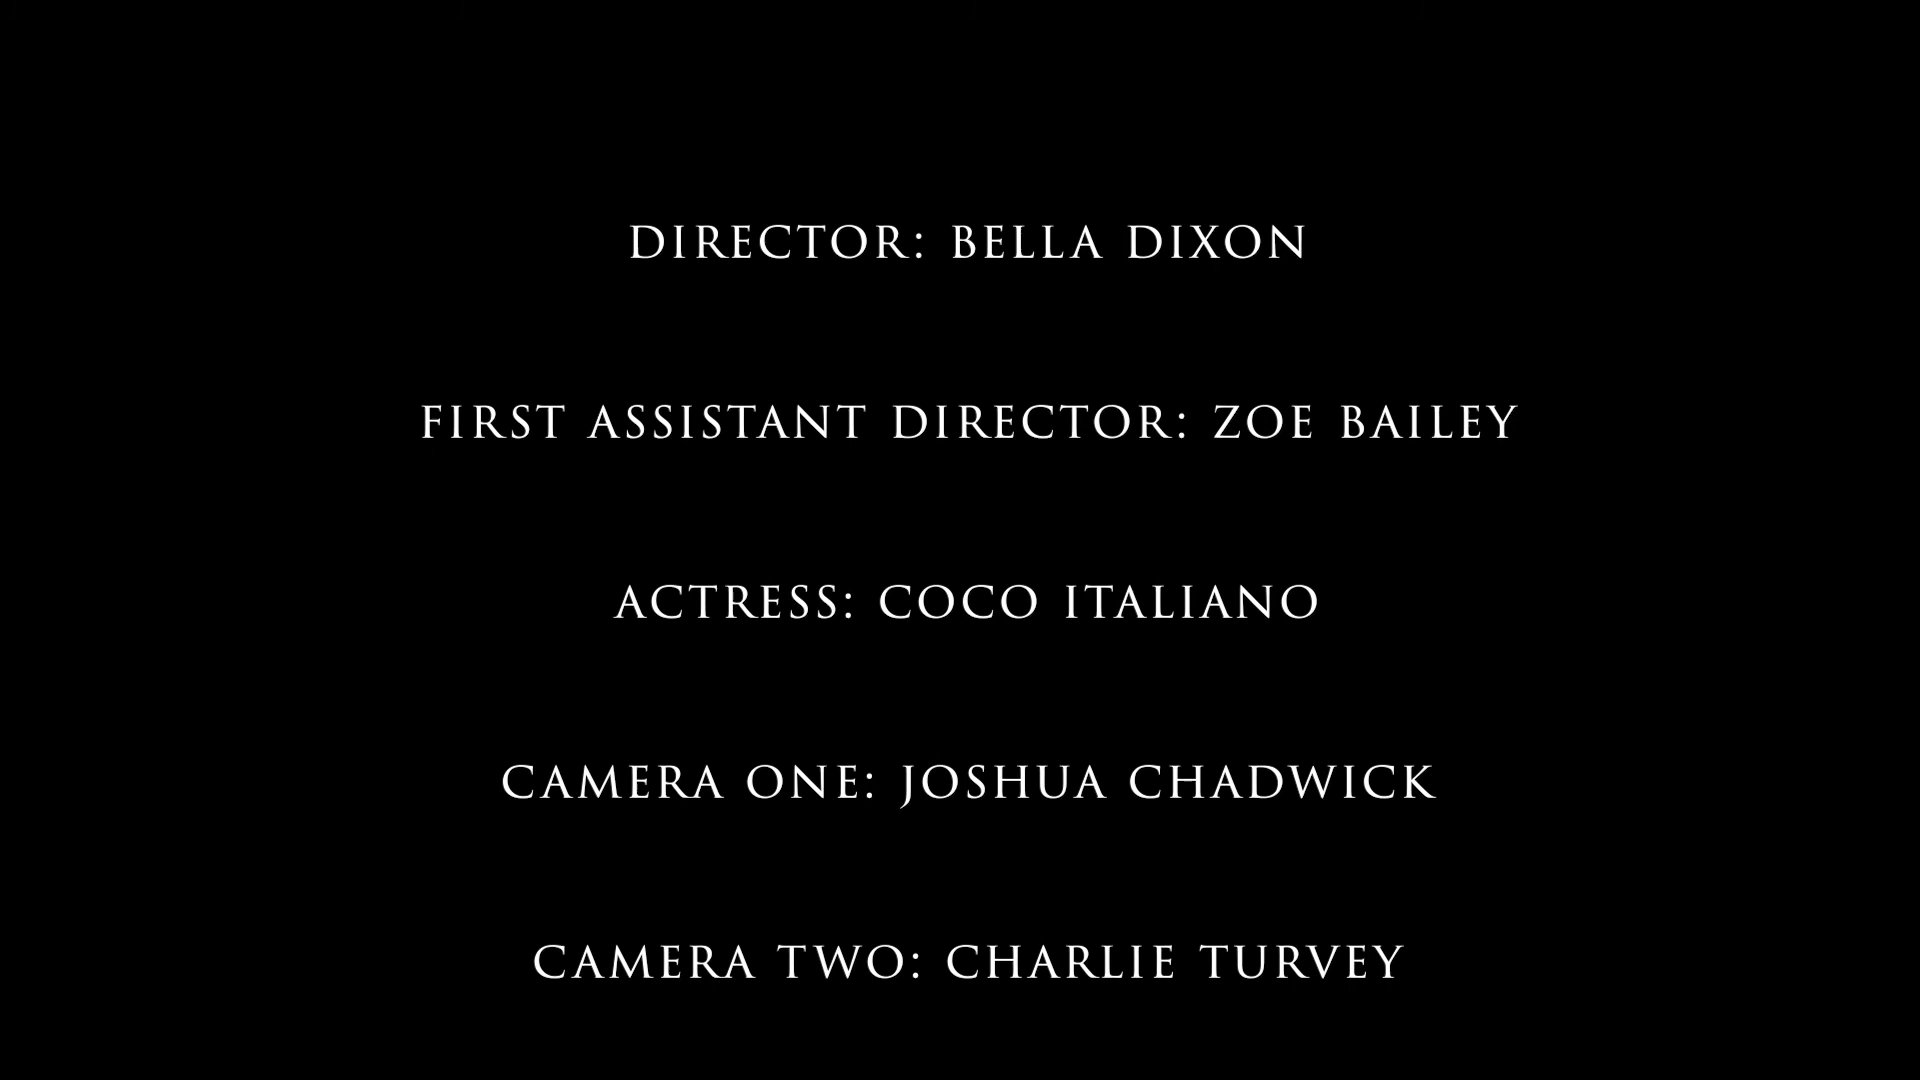 DIRECTOR: BELLA DIXON
FIRST ASSISTANT DIRECTOR: ZOE BAILEY
ACTRESS: COCO ITALIANO
CAMERA ONE: JOSHUA CHADWICK
CAMERA TWO: CHARLIE TURVEY